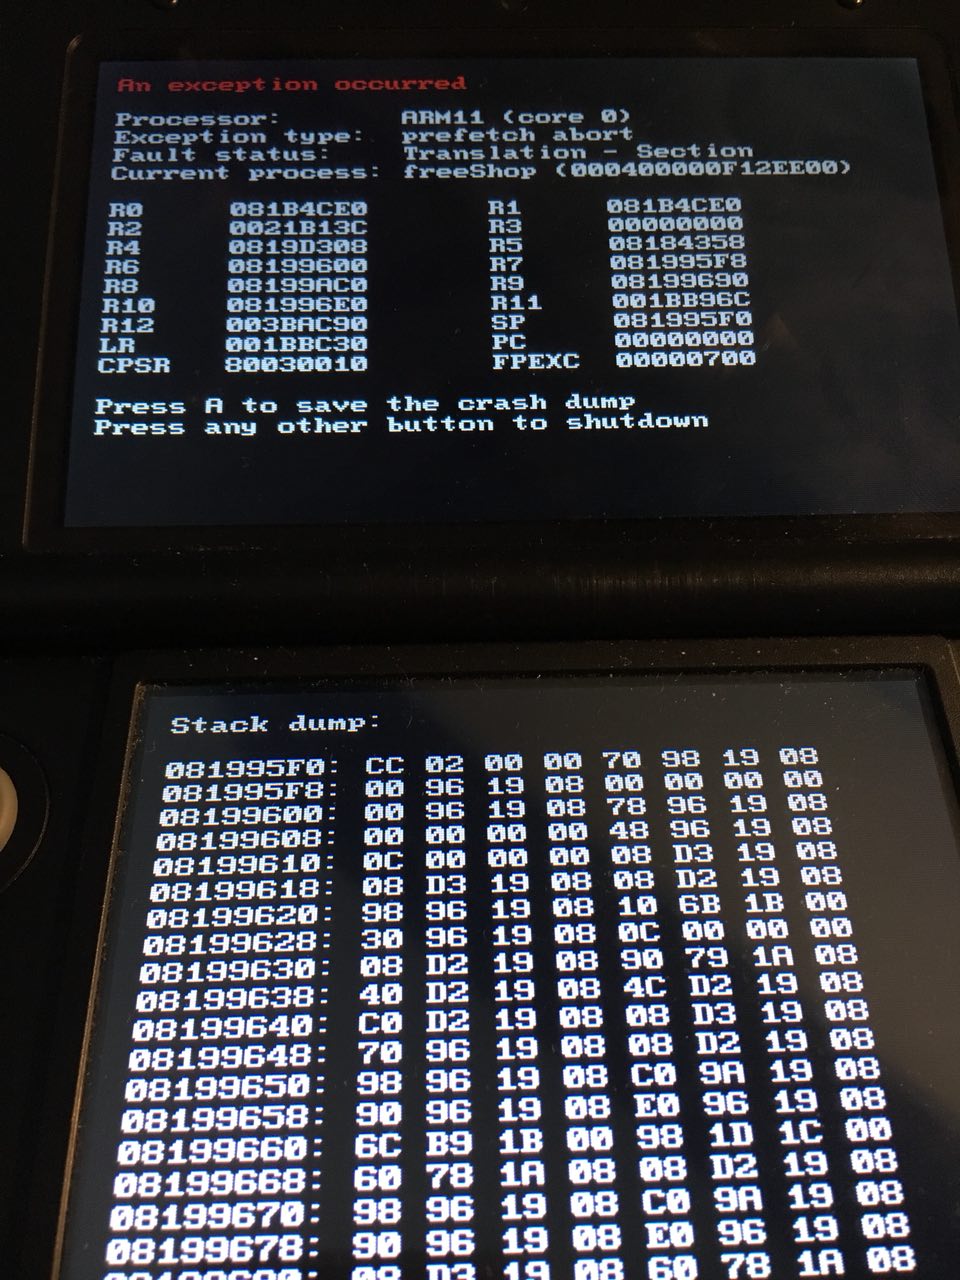 An exception occurred
Processor: ARM11 (core 0)
Exception type: prefetch abort
Fault status: Translation - Section
Current process: freeShop (000400000F12EE00)
R0 081B4CE0 R1 081B4CE0
R2 0021B13C R3 00000000
R4 0819D308 R5 08184358
R6 08199600 R7 081995F8
R8 08199AC0 R9 08199690
R10 081996E0 R11 001BB96C
R12 003BAC90 SP 081995F0
LR 001BBC30 PC 00000000
CPSR 80030010 FPEXC 00000700
Press A to save the crash dump
Press any other button to shutdown
Stack dump:
081995F0: CC 02 00 00 70 98 19 08
081995F8: 00 96 19 08 00 00 00 00
08199600: 00 96 19 08 78 96 19 08
08199608: 00 00 00 00 48 96 19 08
08199610: 0C 00 00 00 08 D3 19 08
08199618: 08 D3 19 08 08 D2 19 08
08199620: 98 96 19 08 10 6B 1B 00
08199628: 30 96 19 08 0C 00 00 00
08199630: 08 D2 19 08 90 79 1A 08
08199638: 40 D2 19 08 4C D2 19 08
08199640: C0 D2 19 08 08 D3 19 08
08199648: 70 96 19 08 08 D2 19 08
08199650: 98 96 19 08 C0 9A 19 08
08199658: 90 96 19 08 E0 96 19 08
08199660: 6C B9 1B 00 98 1D 1C 00
08199668: 60 78 1A 08 08 D2 19 08
08199670: 98 96 19 08 C0 9A 19 08
08199678: 90 96 19 08 E0 96 19 08
08 D3 19 08 60 78 1A 08